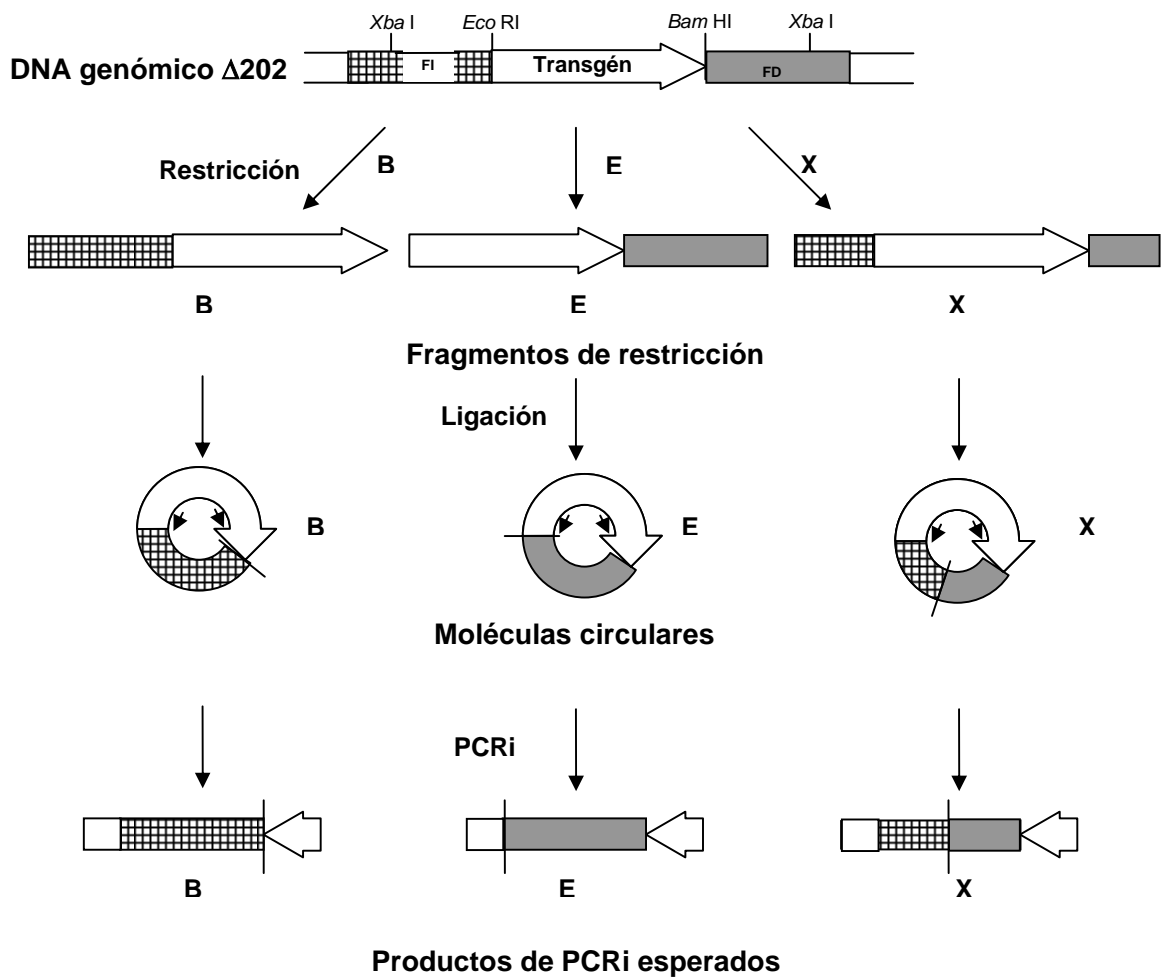 Xba I Eco RI Bam HI Xba I
DNA genómico Δ202 FI Transgén FD
Restricción B E X
B E X
Fragmentos de restricción
Ligación
B E X
Moléculas circulares
PCRi
B E X
Productos de PCRi esperados